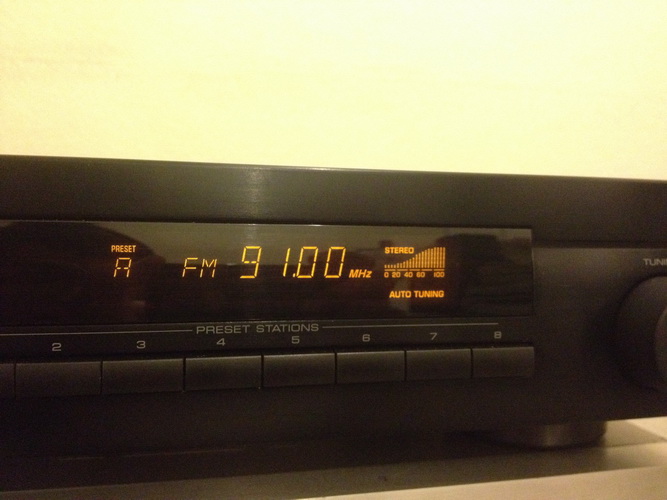 PRESET
A FM 91.00 MHz
STEREO
0 20 40 60 100
AUTO TUNING
PRESET STATIONS
2 3 4 5 6 7 8